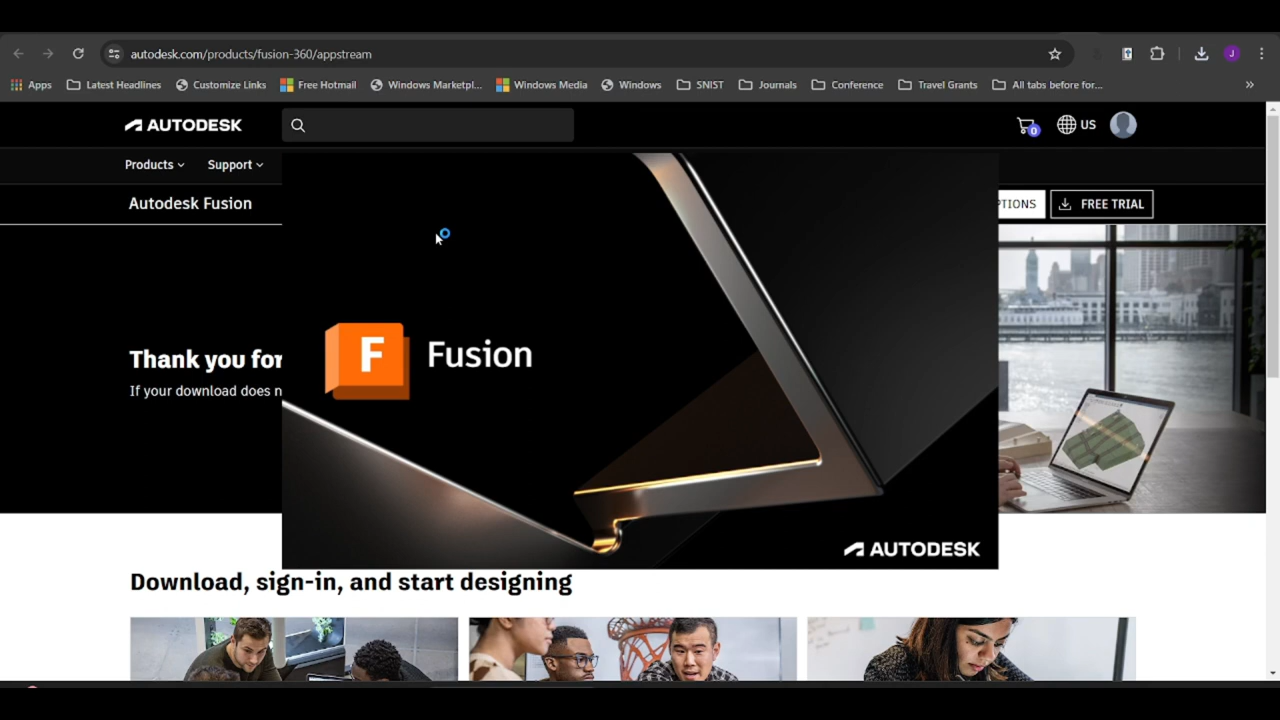 autodesk.com/products/fusion-360/appstream
J
Apps Latest Headlines Customize Links Free Hotmail Windows Marketpl... Windows Media Windows SNIST Journals Conference Travel Grants All tabs before for... »
AUTODESK
0 US
Products Support
Autodesk Fusion
PTIONS FREE TRIAL
F Fusion
Thank you for
If your download does n
AUTODESK
Download, sign-in, and start designing